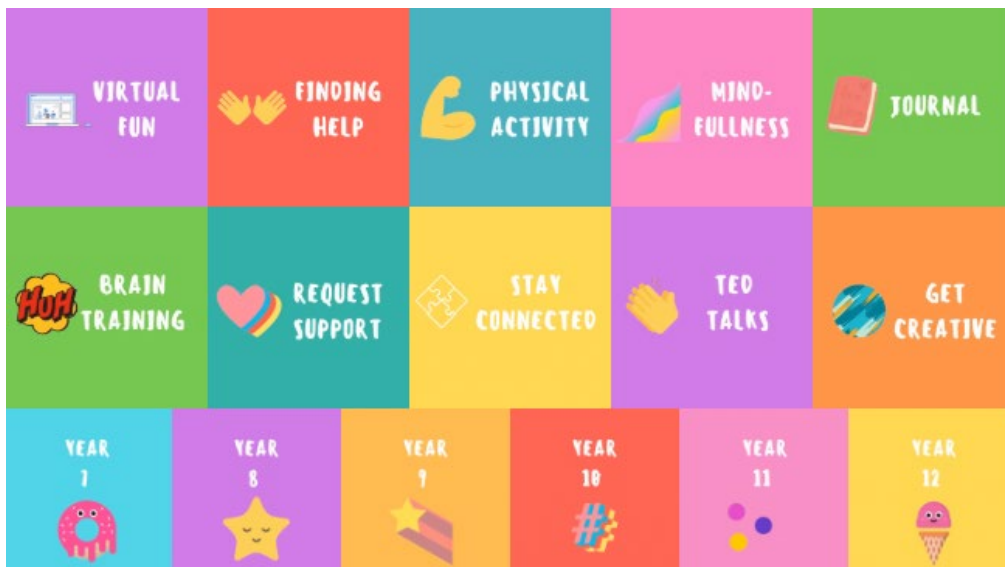 VIRTUAL
FUN
FINDING
HELP
PHYSICAL
ACTIVITY
MIND-
FULLNESS
JOURNAL
BRAIN
TRAINING
HUH
REQUEST
SUPPORT
STAY
CONNECTED
TED
TALKS
GET
CREATIVE
YEAR
7
YEAR
8
YEAR
9
YEAR
10
#
YEAR
11
YEAR
12